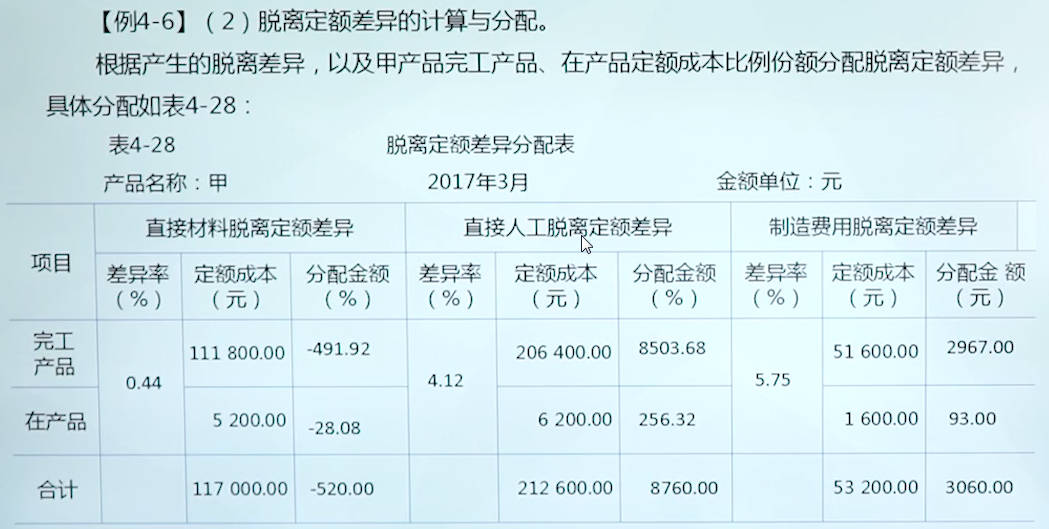 【例4-6】（2）脱离定额差异的计算与分配。
根据产生的脱离差异，以及甲产品完工产品、在产品定额成本比例份额分配脱离定额差异，
具体分配如表4-28：
表4-28 脱离定额差异分配表
产品名称：甲 2017年3月 金额单位：元
项目 直接材料脱离定额差异 直接人工脱离定额差异 制造费用脱离定额差异
差异率（%） 定额成本（元） 分配金额（%） 差异率（%） 定额成本（元） 分配金额（%） 差异率（%） 定额成本（元） 分配金 额（元）
完工产品 0.44 111 800.00 -491.92 4.12 206 400.00 8503.68 5.75 51 600.00 2967.00
在产品 5 200.00 -28.08 6 200.00 256.32 1 600.00 93.00
合计 117 000.00 -520.00 212 600.00 8760.00 53 200.00 3060.00